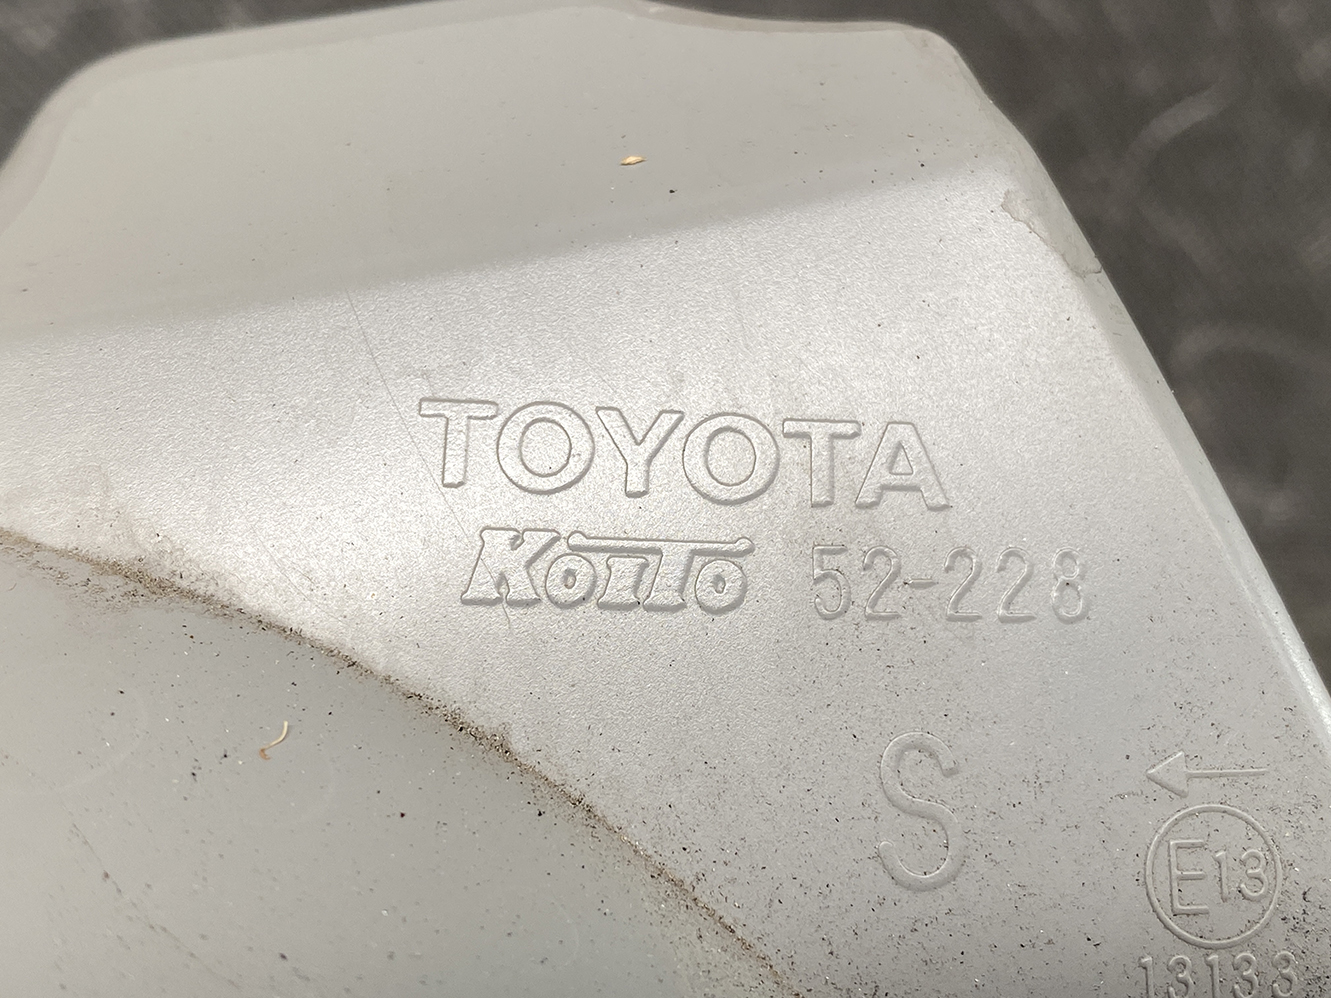 TOYOTA
KOITO 52-228
S
←
E13
13133